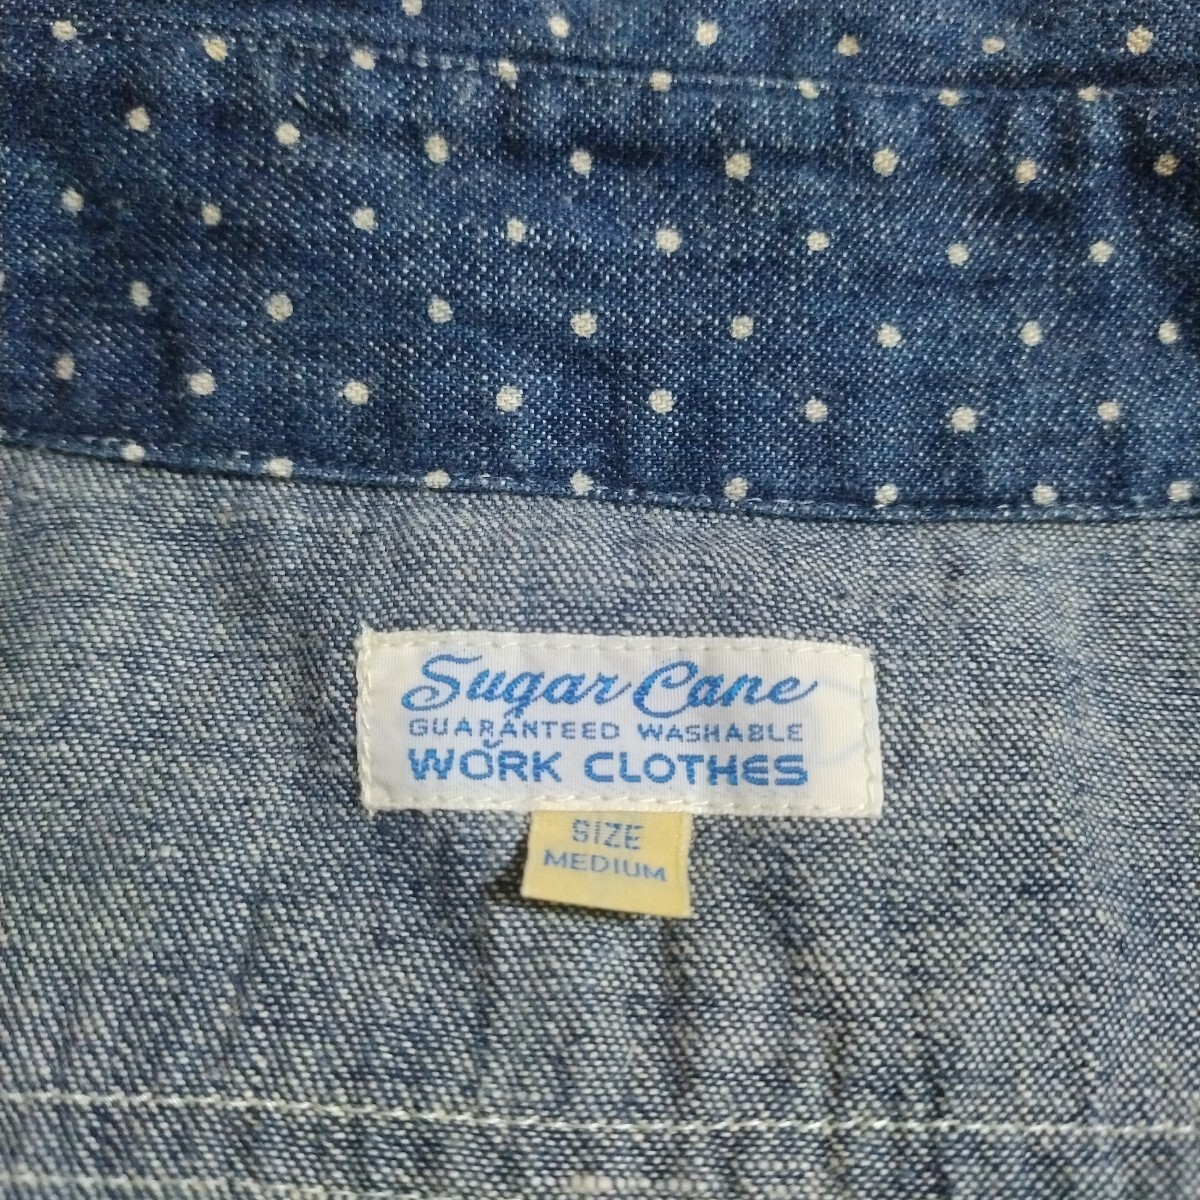 Sugar Cane
GUARANTEED WASHABLE
WORK CLOTHES
SIZE
MEDIUM